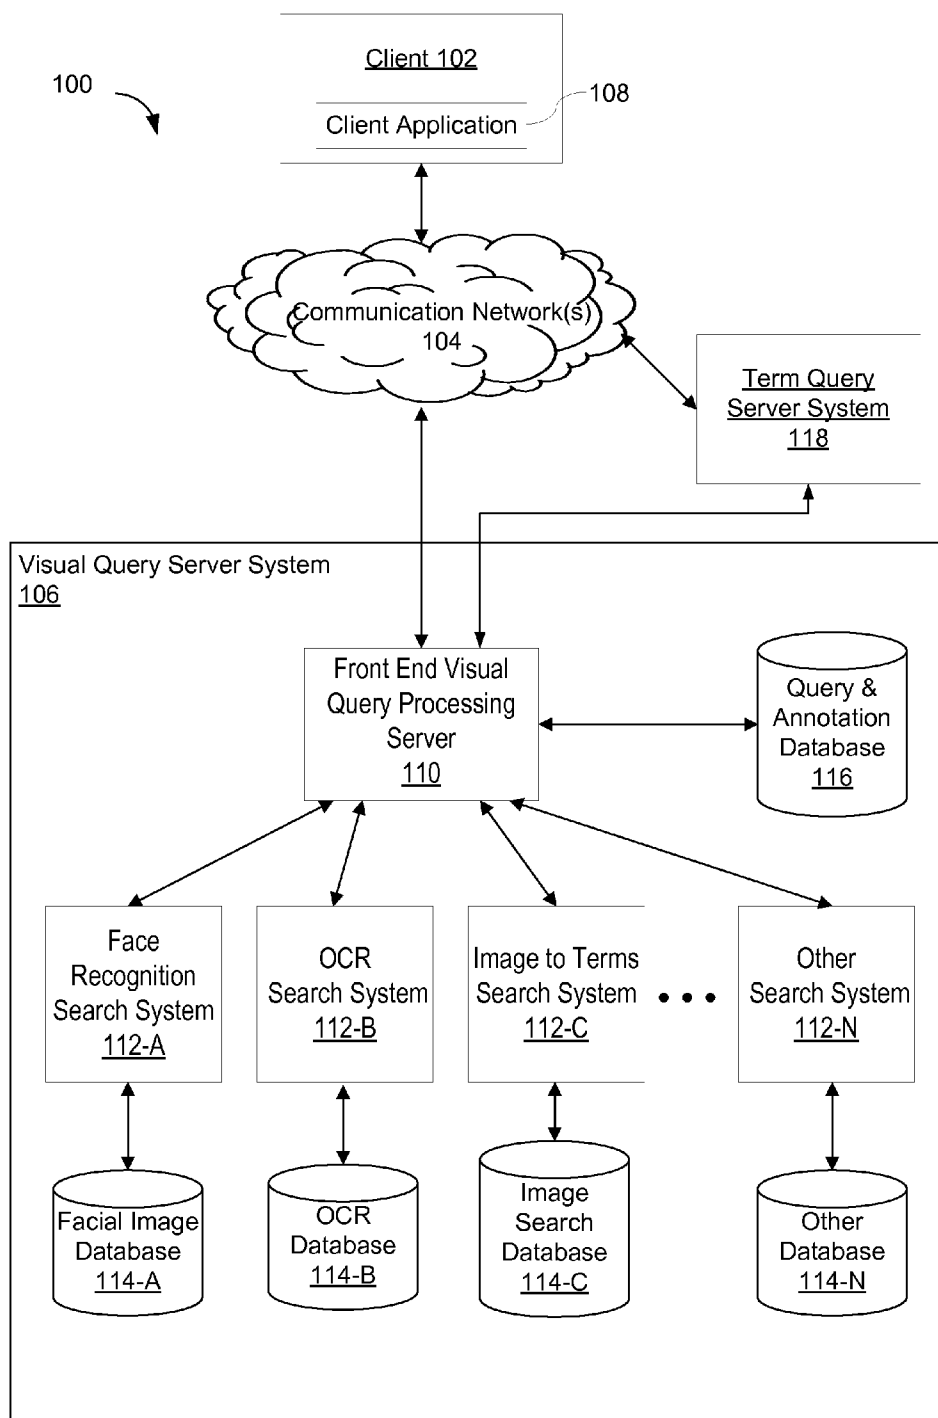 Client 102
100
108
Client Application
Communication Network(s)
104
Term Query
Server System
118
Visual Query Server System
106
Front End Visual
Query Processing
Server
110
Query &
Annotation
Database
116
Face
Recognition
Search System
112-A
OCR
Search System
112-B
Image to Terms
Search System
112-C
Other
Search System
112-N
Facial Image
Database
114-A
OCR
Database
114-B
Image
Search
Database
114-C
Other
Database
114-N